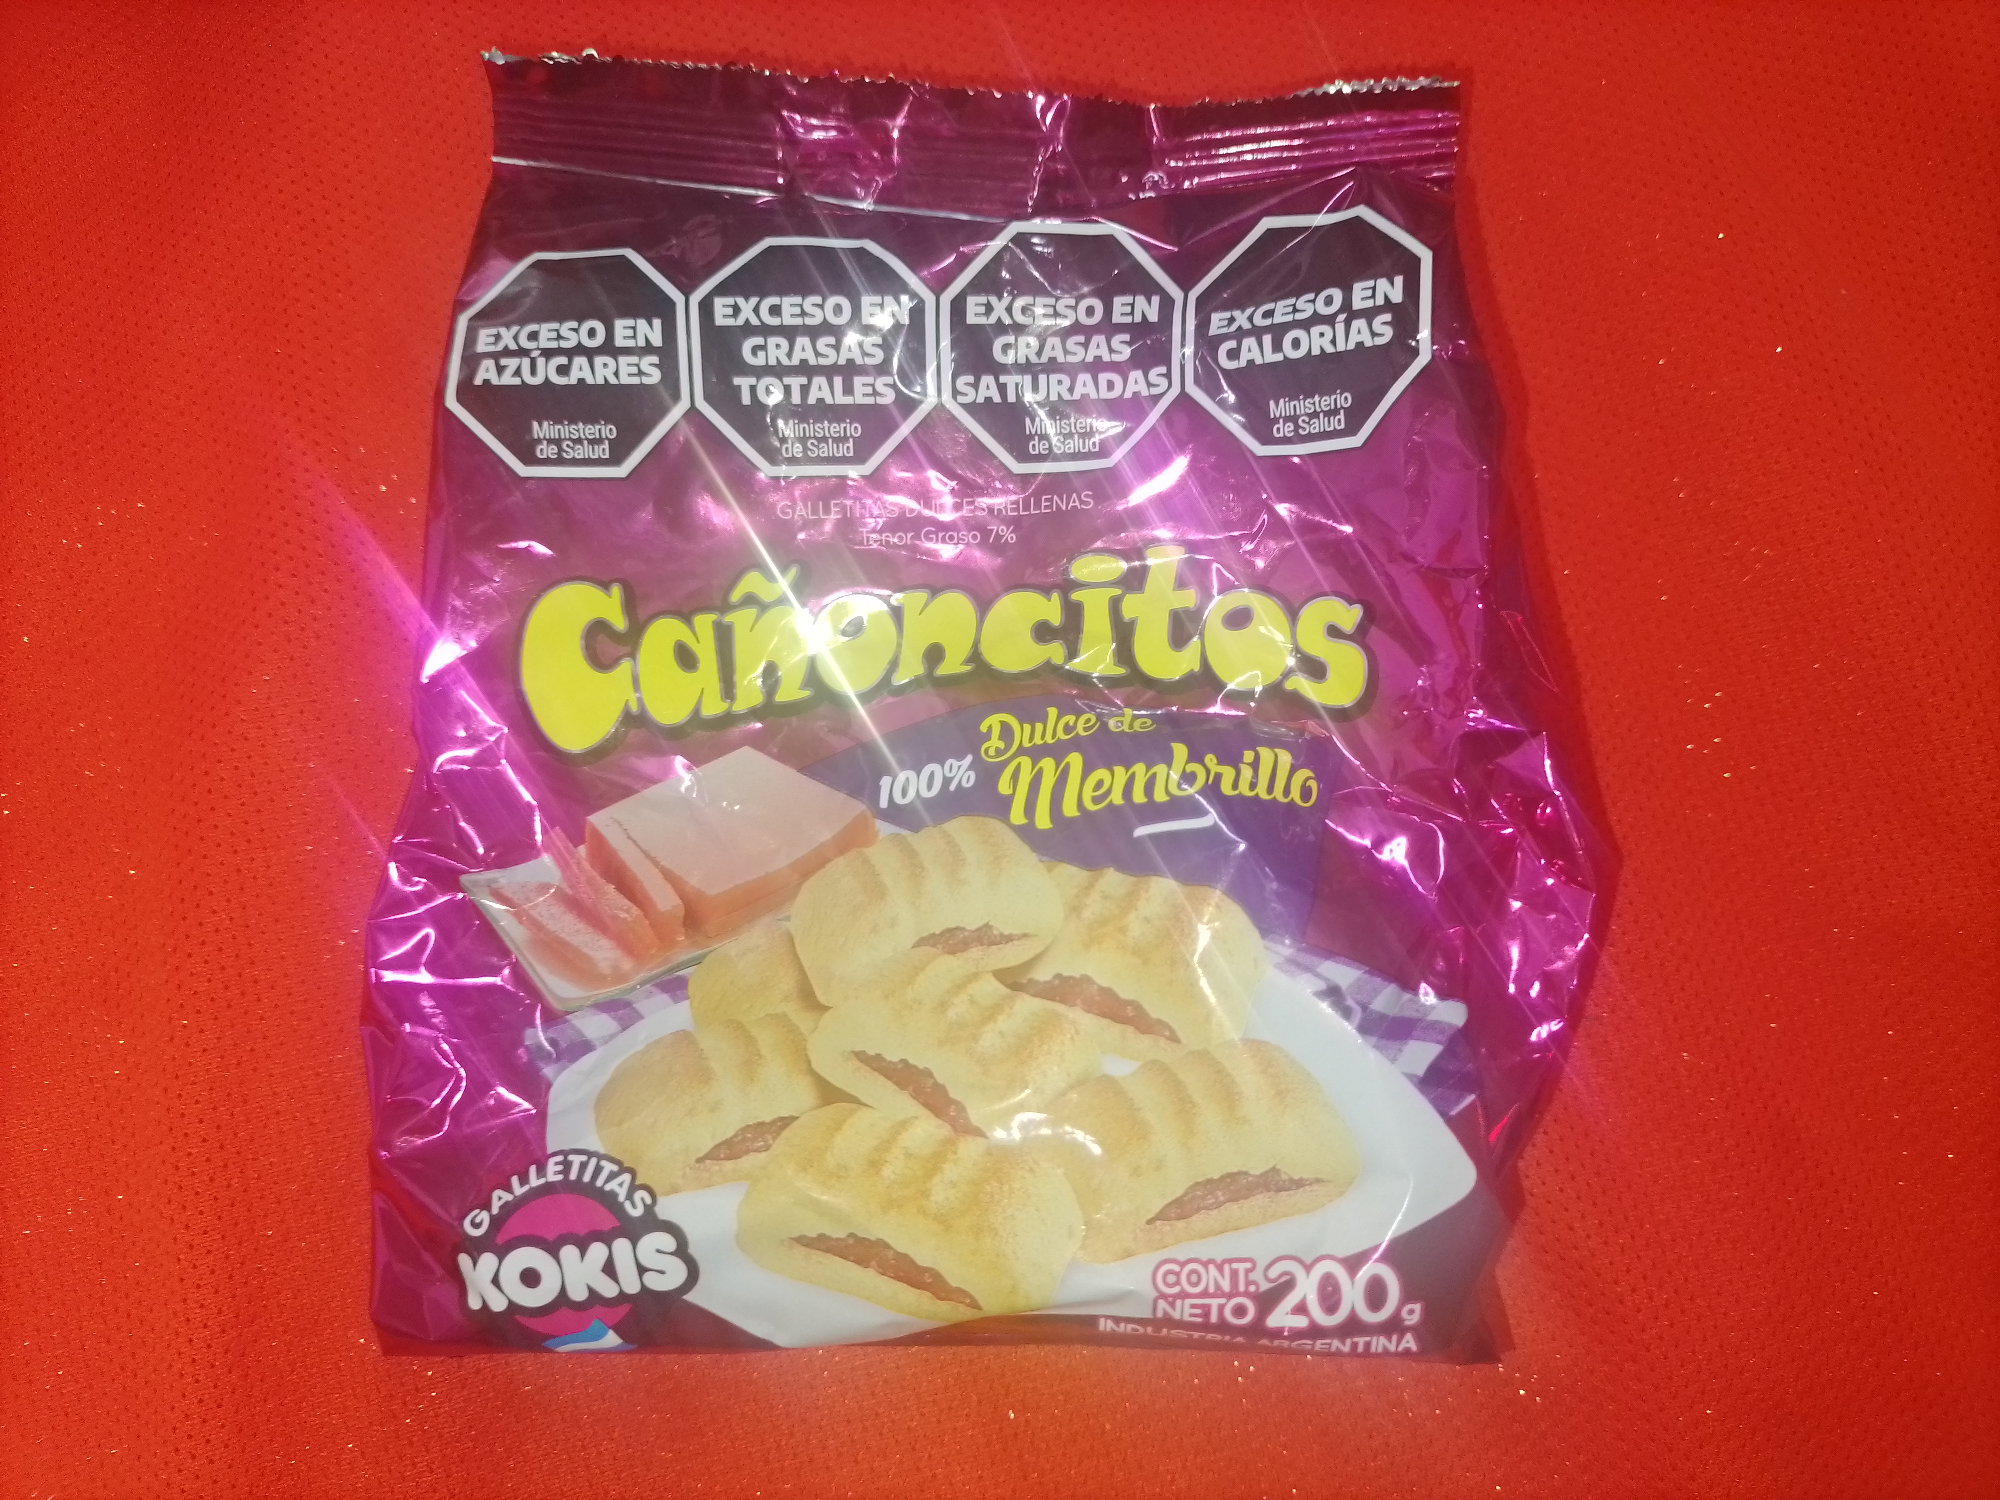 EXCESO EN
AZÚCARES
Ministerio
de Salud
EXCESO EN
GRASAS
TOTALES
Ministerio
de Salud
EXCESO EN
GRASAS
SATURADAS
Ministerio
de Salud
EXCESO EN
CALORÍAS
Ministerio
de Salud
GALLETITAS DULCES RELLENAS
Tenor Graso 7%
Cañoncitos
100% Dulce de
Membrillo
GALLETITAS
KOKIS
CONT.
NETO 200g
INDUSTRIA ARGENTINA